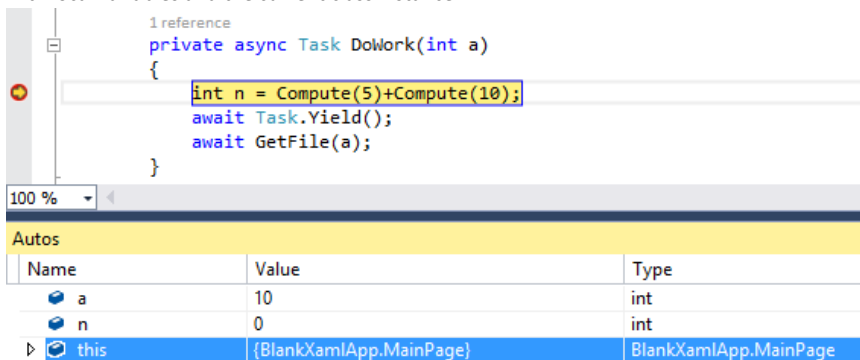 1 reference
private async Task DoWork(int a)
{
int n = Compute(5)+Compute(10);
await Task.Yield();
await GetFile(a);
}
100 %
Autos
Name Value Type
a 10 int
n 0 int
this {BlankXamlApp.MainPage} BlankXamlApp.MainPage